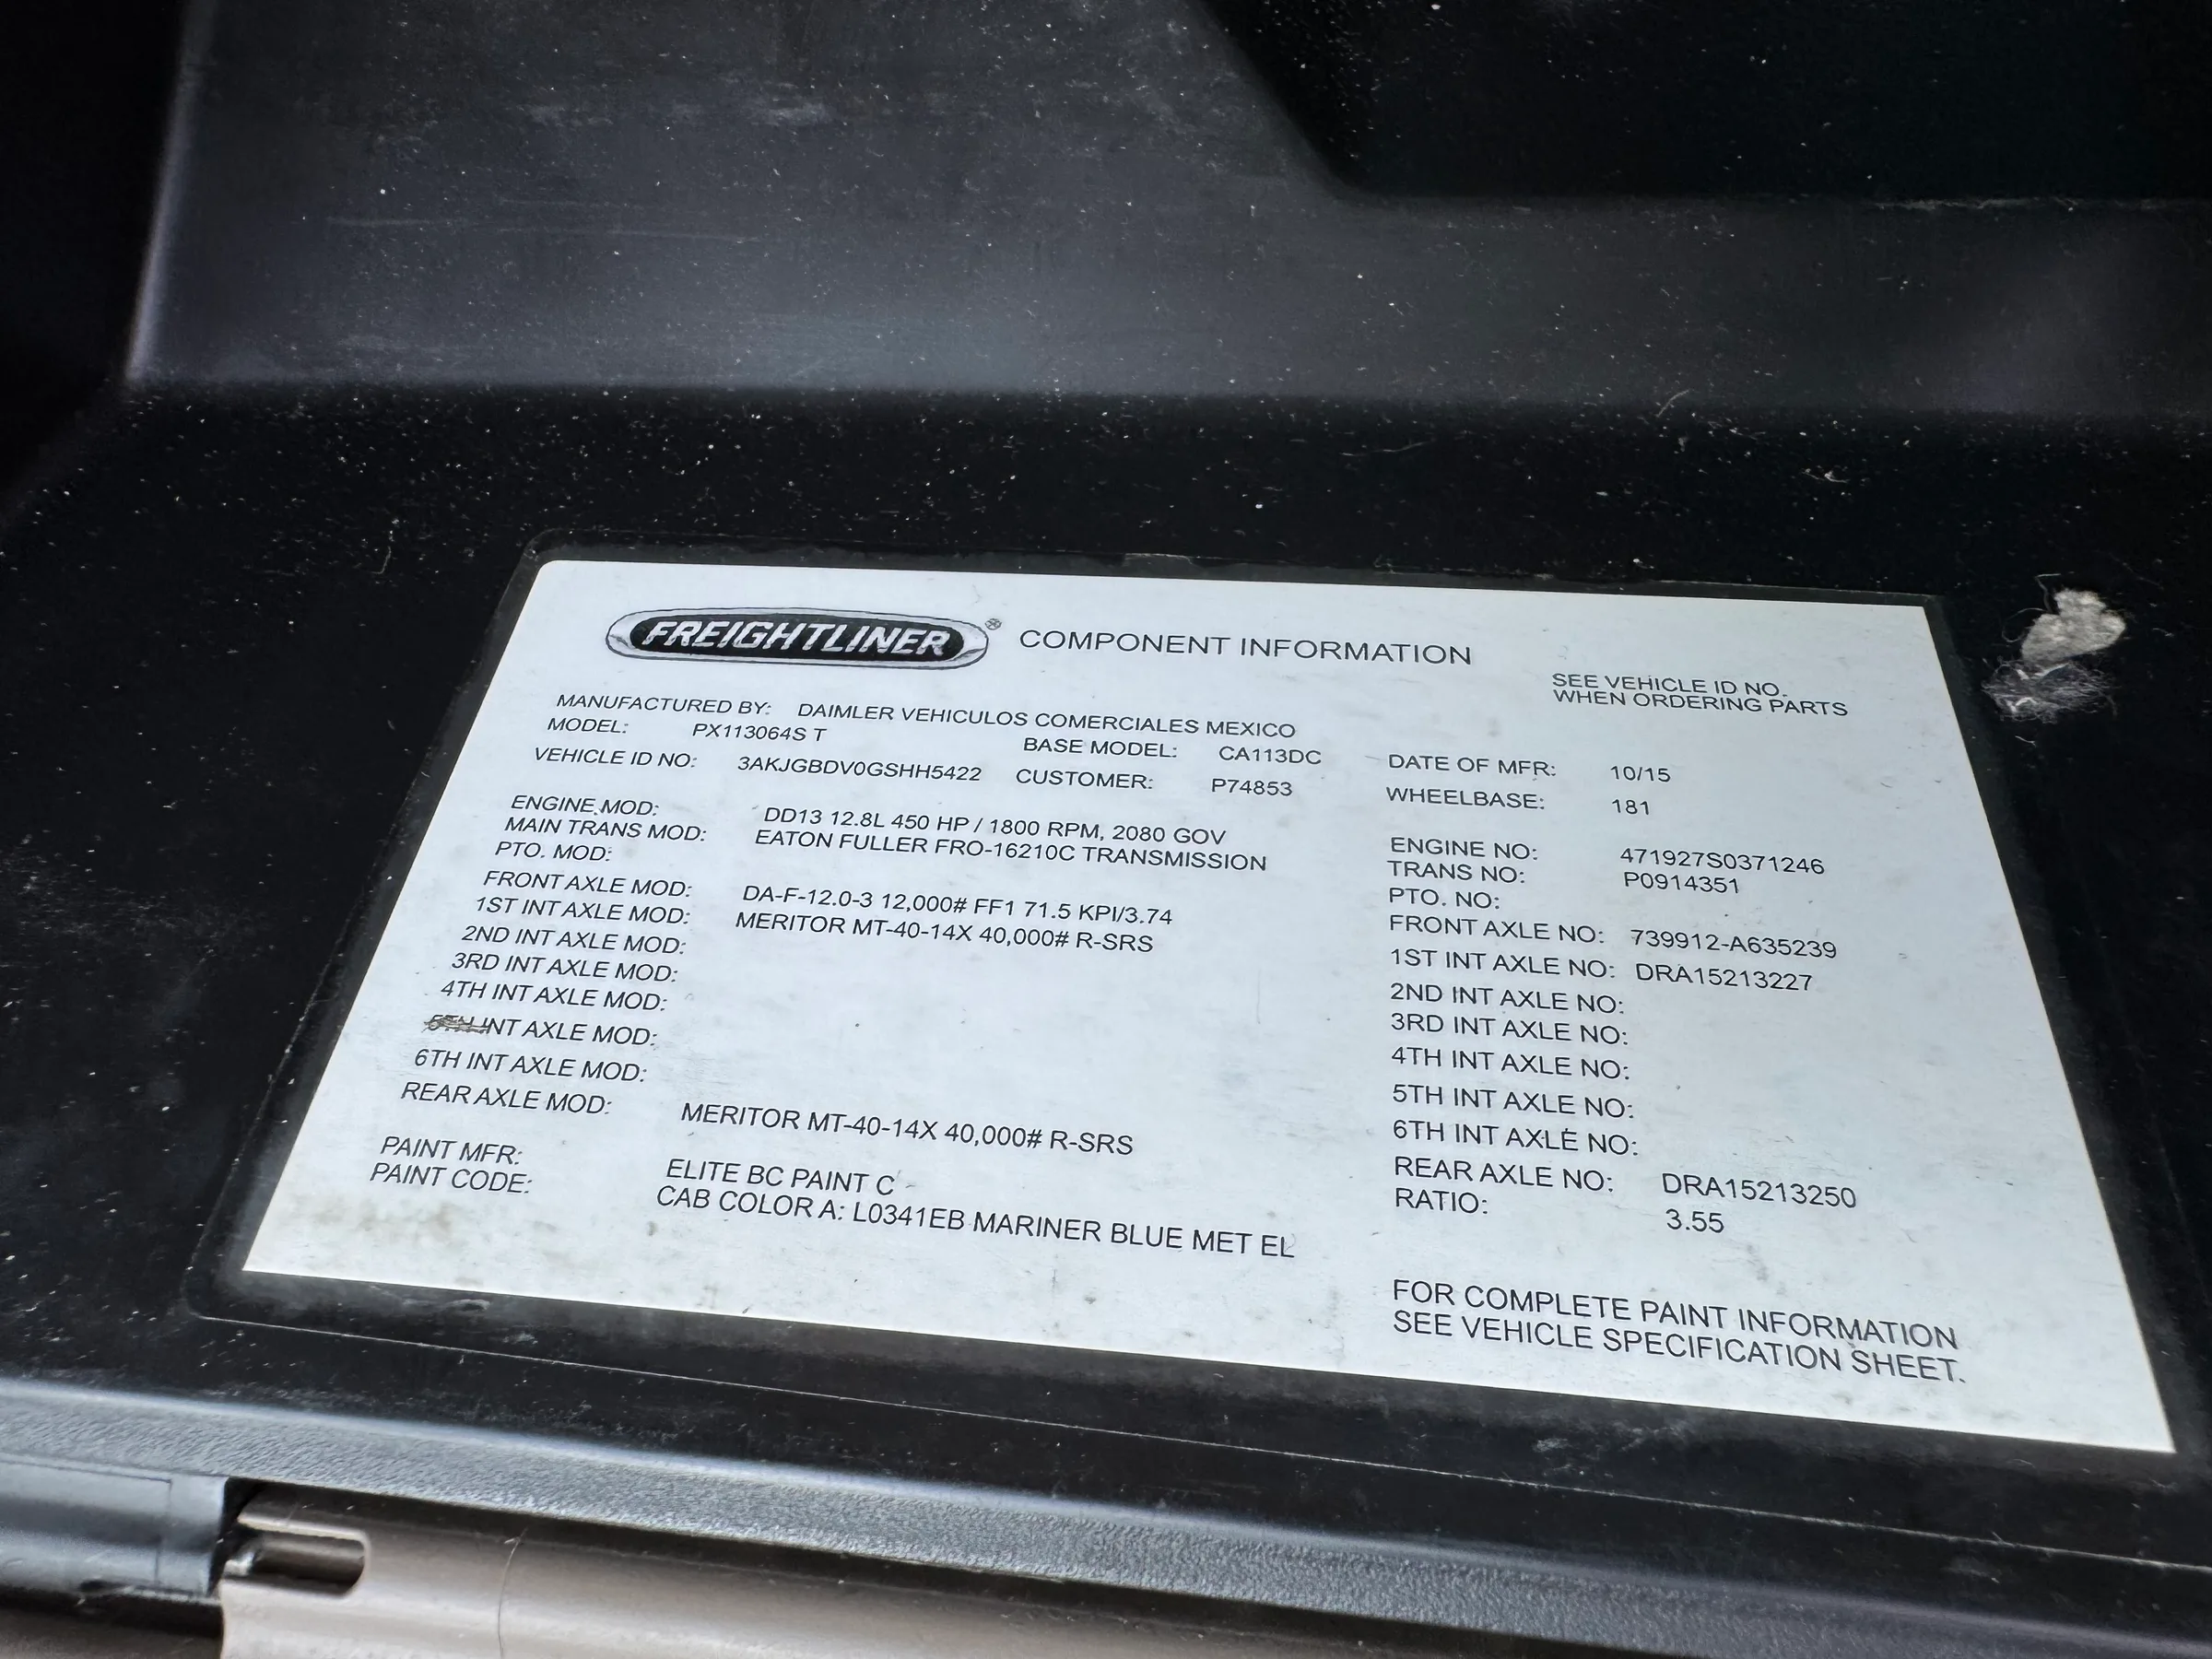 FREIGHTLINER® COMPONENT INFORMATION
SEE VEHICLE ID NO.
WHEN ORDERING PARTS
MANUFACTURED BY: DAIMLER VEHICULOS COMERCIALES MEXICO
MODEL: PX113064S T BASE MODEL: CA113DC DATE OF MFR: 10/15
VEHICLE ID NO: 3AKJGBDV0GSHH5422 CUSTOMER: P74853 WHEELBASE: 181
ENGINE MOD: DD13 12.8L 450 HP / 1800 RPM, 2080 GOV ENGINE NO: 471927S0371246
MAIN TRANS MOD: EATON FULLER FRO-16210C TRANSMISSION TRANS NO: P0914351
PTO. MOD: PTO. NO:
FRONT AXLE MOD: DA-F-12.0-3 12,000# FF1 71.5 KPI/3.74 FRONT AXLE NO: 739912-A635239
1ST INT AXLE MOD: MERITOR MT-40-14X 40,000# R-SRS 1ST INT AXLE NO: DRA15213227
2ND INT AXLE MOD: 2ND INT AXLE NO:
3RD INT AXLE MOD: 3RD INT AXLE NO:
4TH INT AXLE MOD: 4TH INT AXLE NO:
5TH INT AXLE MOD: 5TH INT AXLE NO:
6TH INT AXLE MOD: 6TH INT AXLE NO:
REAR AXLE MOD: MERITOR MT-40-14X 40,000# R-SRS REAR AXLE NO: DRA15213250
RATIO: 3.55
PAINT MFR: ELITE BC PAINT C
PAINT CODE: CAB COLOR A: L0341EB MARINER BLUE MET EL
FOR COMPLETE PAINT INFORMATION
SEE VEHICLE SPECIFICATION SHEET.